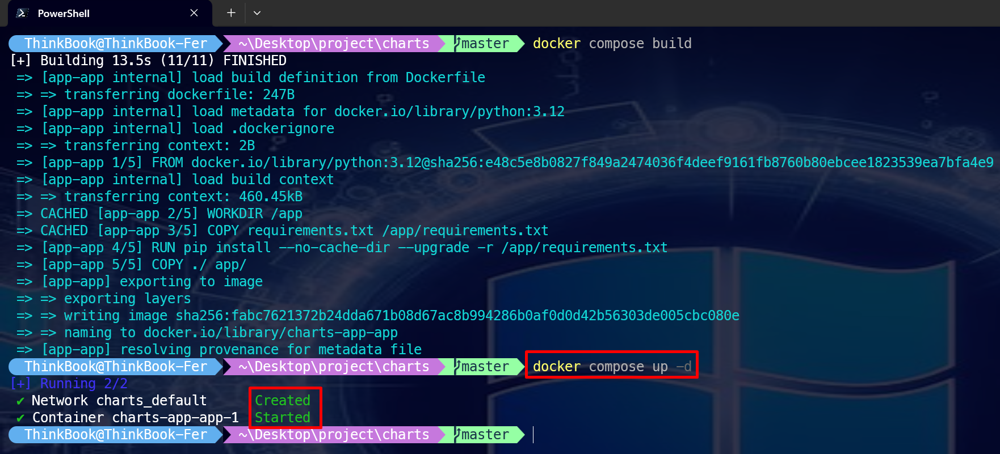 PowerShell
ThinkBook@ThinkBook-Fer ~\Desktop\project\charts master docker compose build
[+] Building 13.5s (11/11) FINISHED
=> [app-app internal] load build definition from Dockerfile
=> => transferring dockerfile: 247B
=> [app-app internal] load metadata for docker.io/library/python:3.12
=> [app-app internal] load .dockerignore
=> => transferring context: 2B
=> [app-app 1/5] FROM docker.io/library/python:3.12@sha256:e48c5e8b0827f849a2474036f4deef9161fb8760b80ebcee1823539ea7bfa4e9
=> [app-app internal] load build context
=> => transferring context: 460.45kB
=> CACHED [app-app 2/5] WORKDIR /app
=> CACHED [app-app 3/5] COPY requirements.txt /app/requirements.txt
=> [app-app 4/5] RUN pip install --no-cache-dir --upgrade -r /app/requirements.txt
=> [app-app 5/5] COPY ./ app/
=> [app-app] exporting to image
=> => exporting layers
=> => writing image sha256:fabc7621372b24dda671b08d67ac8b994286b0af0d0d42b56303de005cbc080e
=> => naming to docker.io/library/charts-app-app
=> [app-app] resolving provenance for metadata file
ThinkBook@ThinkBook-Fer ~\Desktop\project\charts master docker compose up -d
[+] Running 2/2
✔ Network charts_default Created
✔ Container charts-app-app-1 Started
ThinkBook@ThinkBook-Fer ~\Desktop\project\charts master